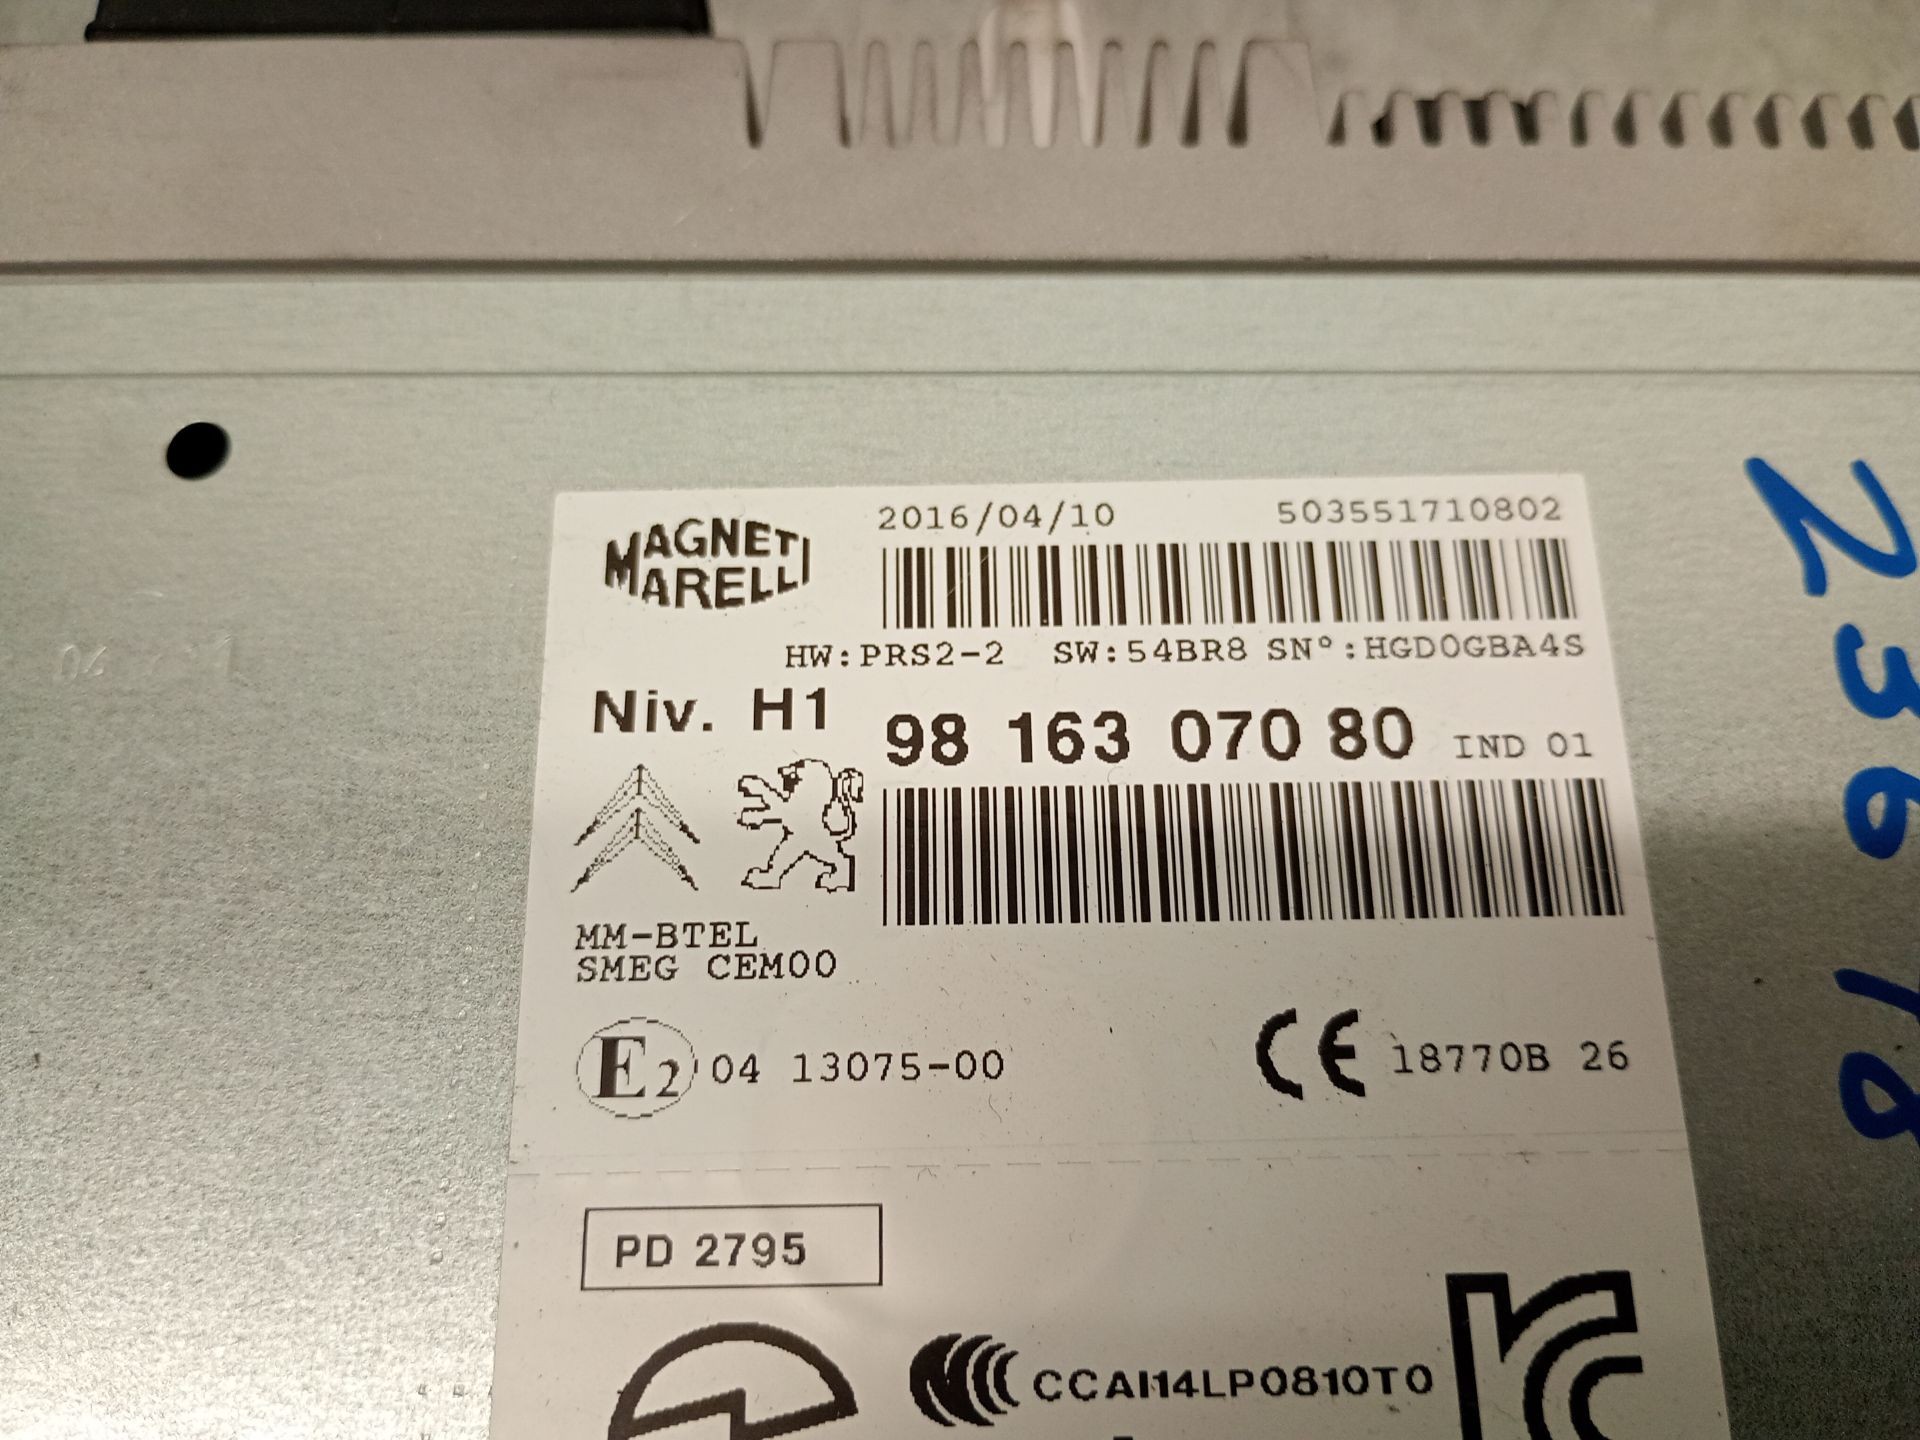 MAGNETI
MARELLI
2016/04/10 503551710802
HW:PRS2-2 SW:54BR8 SN°:HGD0GBA4S
Niv. H1
98 163 070 80 IND 01
MM-BTEL
SMEG CEM00
E2 04 13075-00
CE 18770B 26
PD 2795
CCAI14LP0810T0
23678